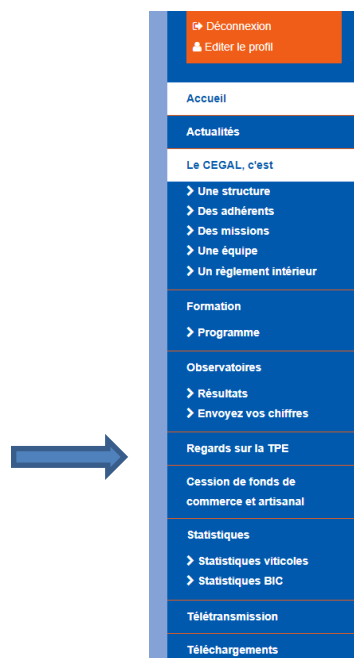 Déconnexion
Editer le profil
Accueil
Actualités
Le CEGAL, c'est
Une structure
Des adhérents
Des missions
Une équipe
Un règlement intérieur
Formation
Programme
Observatoires
Résultats
Envoyez vos chiffres
Regards sur la TPE
Cession de fonds de
commerce et artisanal
Statistiques
Statistiques viticoles
Statistiques BIC
Télétransmission
Téléchargements